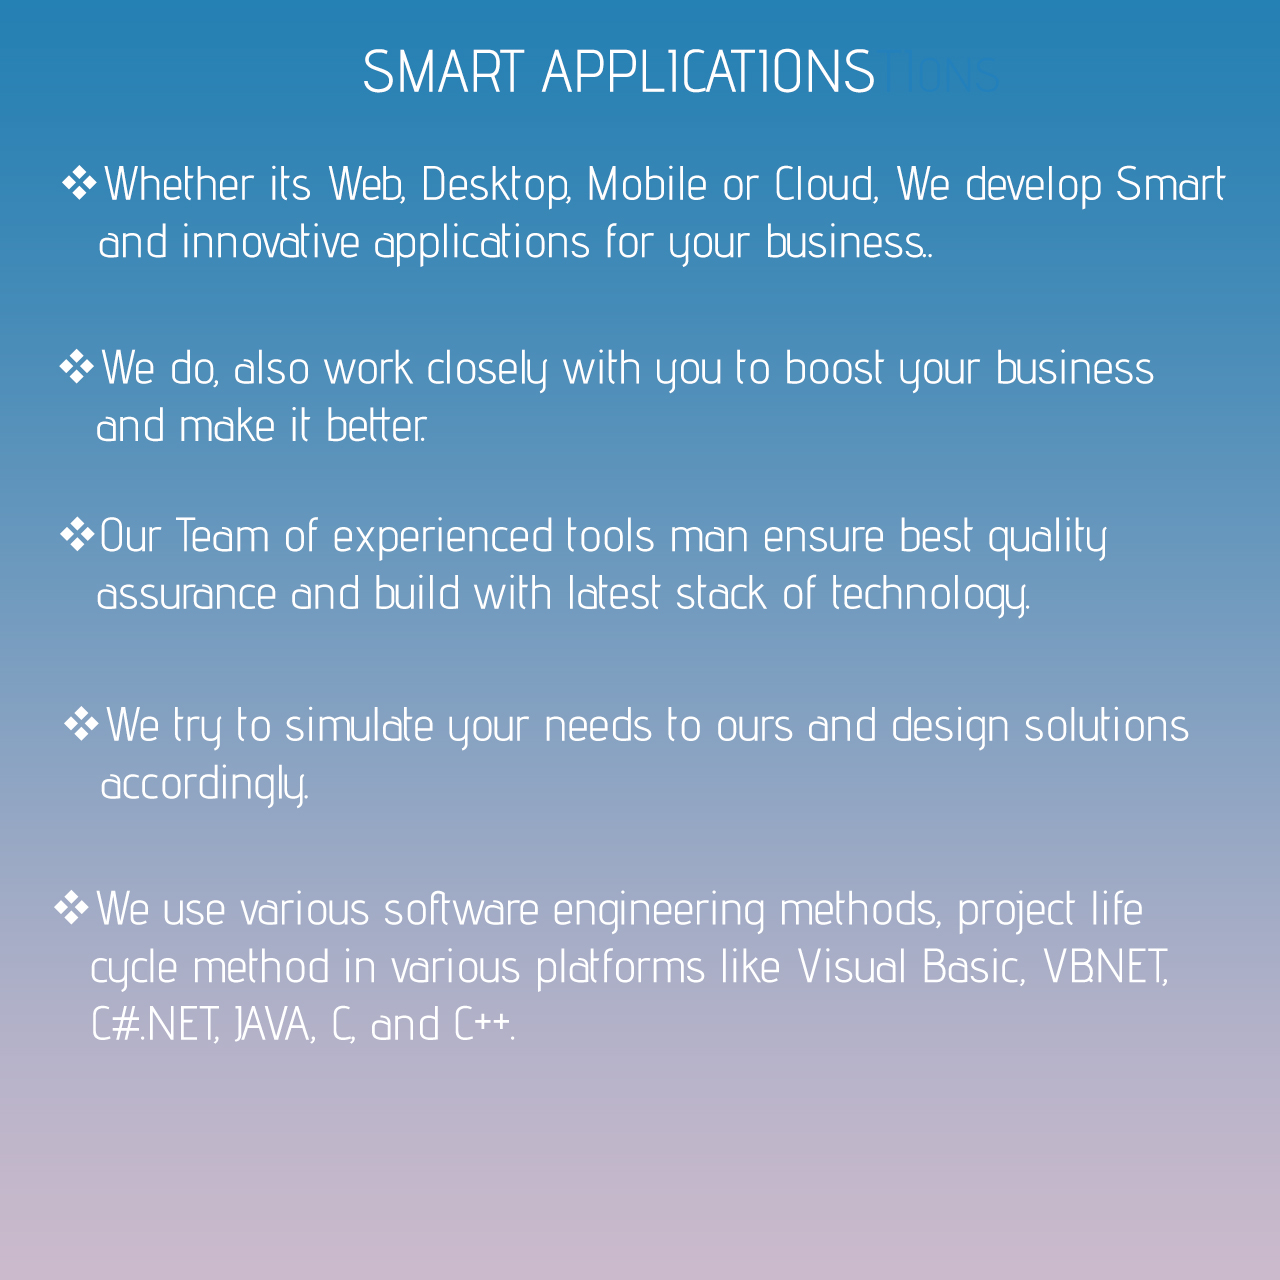 SMART APPLICATIONS
❖Whether its Web, Desktop, Mobile or Cloud, We develop Smart
and innovative applications for your business..
❖We do, also work closely with you to boost your business
and make it better.
❖Our Team of experienced tools man ensure best quality
assurance and build with latest stack of technology.
❖We try to simulate your needs to ours and design solutions
accordingly.
❖We use various software engineering methods, project life
cycle method in various platforms like Visual Basic, VB.NET,
C#.NET, JAVA, C, and C++.